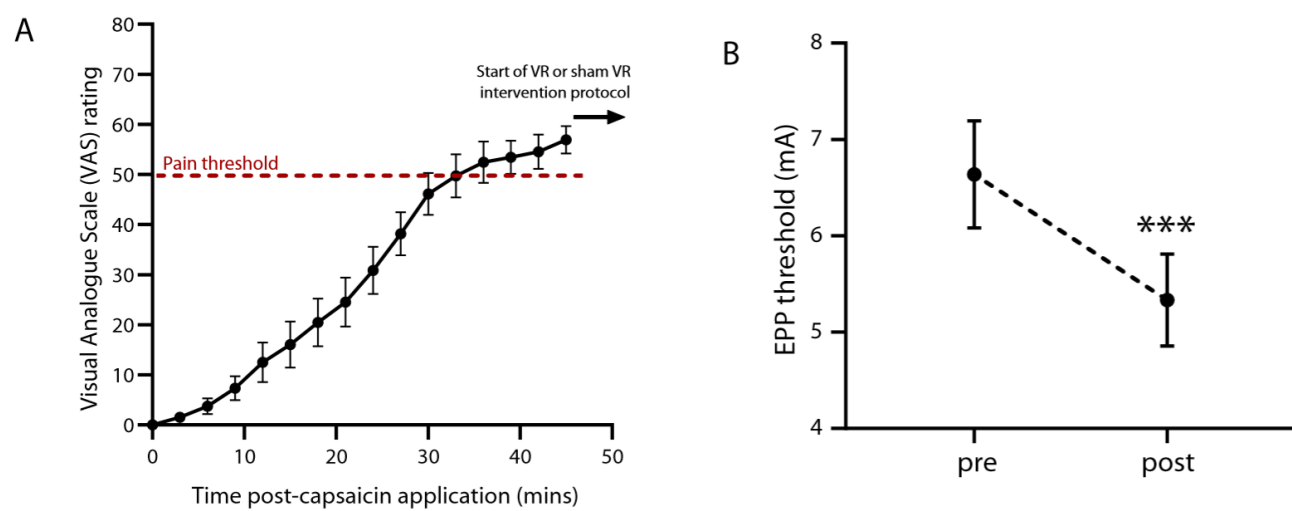 A
Visual Analogue Scale (VAS) rating
80
70
60
50
40
30
20
10
0
Pain threshold
Start of VR or sham VR
intervention protocol
0 10 20 30 40 50
Time post-capsaicin application (mins)
B
EPP threshold (mA)
8
7
6
5
4
***
pre post